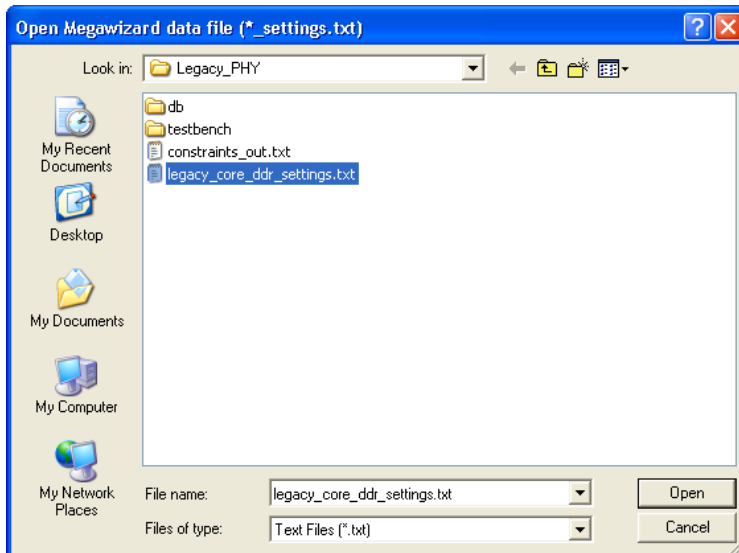 Open Megawizard data file (*_settings.txt)
Look in:
Legacy_PHY
My Recent
Documents
Desktop
My Documents
My Computer
My Network
Places
db
testbench
constraints_out.txt
legacy_core_ddr_settings.txt
File name:
legacy_core_ddr_settings.txt
Open
Files of type:
Text Files (*.txt)
Cancel